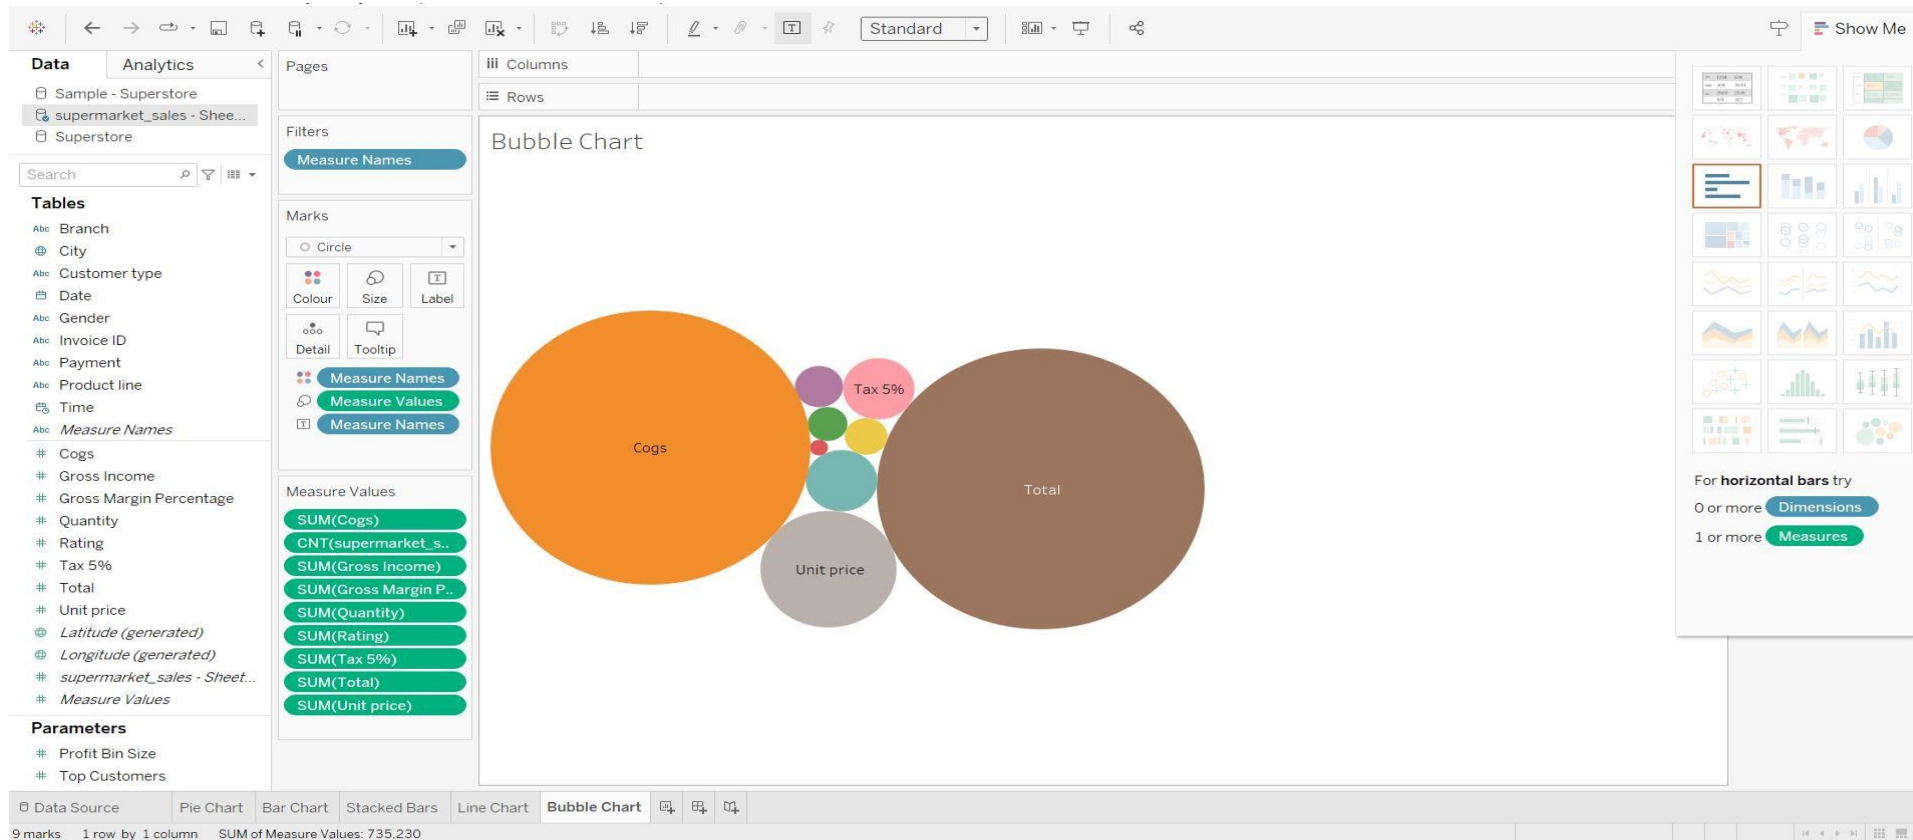 Standard
Show Me
Data
Analytics
Sample - Superstore
supermarket_sales - Shee...
Superstore
Search
Tables
Abc Branch
City
Abc Customer type
Date
Abc Gender
Abc Invoice ID
Abc Payment
Abc Product line
Time
Abc Measure Names
# Cogs
# Gross Income
# Gross Margin Percentage
# Quantity
# Rating
# Tax 5%
# Total
# Unit price
Latitude (generated)
Longitude (generated)
# supermarket_sales - Sheet...
# Measure Values
Parameters
# Profit Bin Size
# Top Customers
Pages
Filters
Measure Names
Marks
Circle
Colour
Size
Label
Detail
Tooltip
Measure Names
Measure Values
Measure Names
Measure Values
SUM(Cogs)
CNT(supermarket_s..
SUM(Gross Income)
SUM(Gross Margin P..
SUM(Quantity)
SUM(Rating)
SUM(Tax 5%)
SUM(Total)
SUM(Unit price)
Columns
Rows
Bubble Chart
Tax 5%
Cogs
Total
Unit price
For horizontal bars try
0 or more Dimensions
1 or more Measures
Data Source
Pie Chart
Bar Chart
Stacked Bars
Line Chart
Bubble Chart
9 marks 1 row by 1 column SUM of Measure Values: 735,230